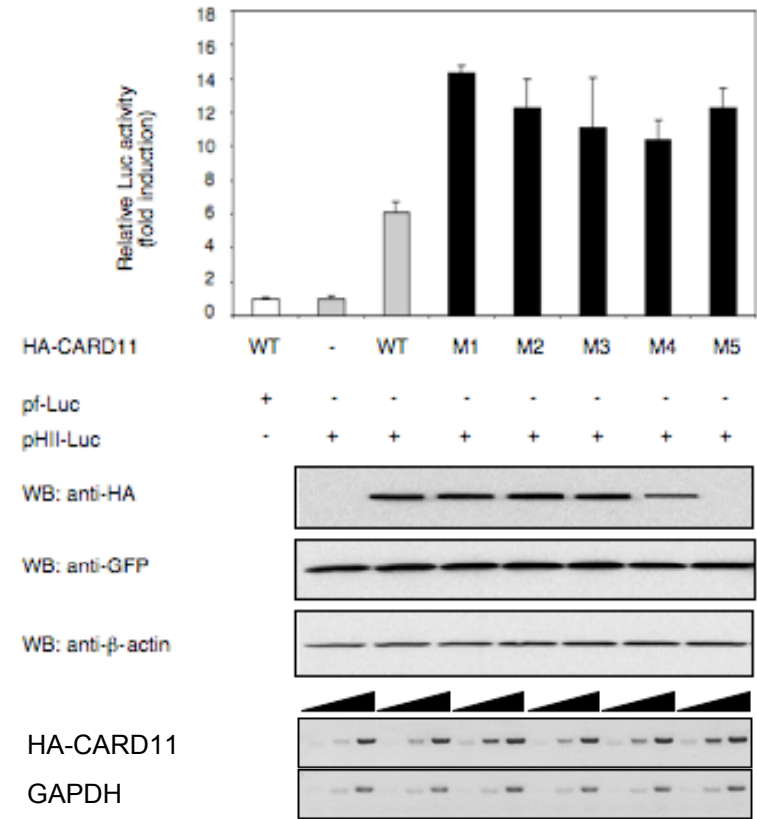 18
16
14
12
10
8
6
4
2
0
Relative Luc activity
(fold induction)
HA-CARD11 WT - WT M1 M2 M3 M4 M5
pf-Luc + - - - - - - -
pHII-Luc - + + + + + + +
WB: anti-HA
WB: anti-GFP
WB: anti-β-actin
HA-CARD11
GAPDH